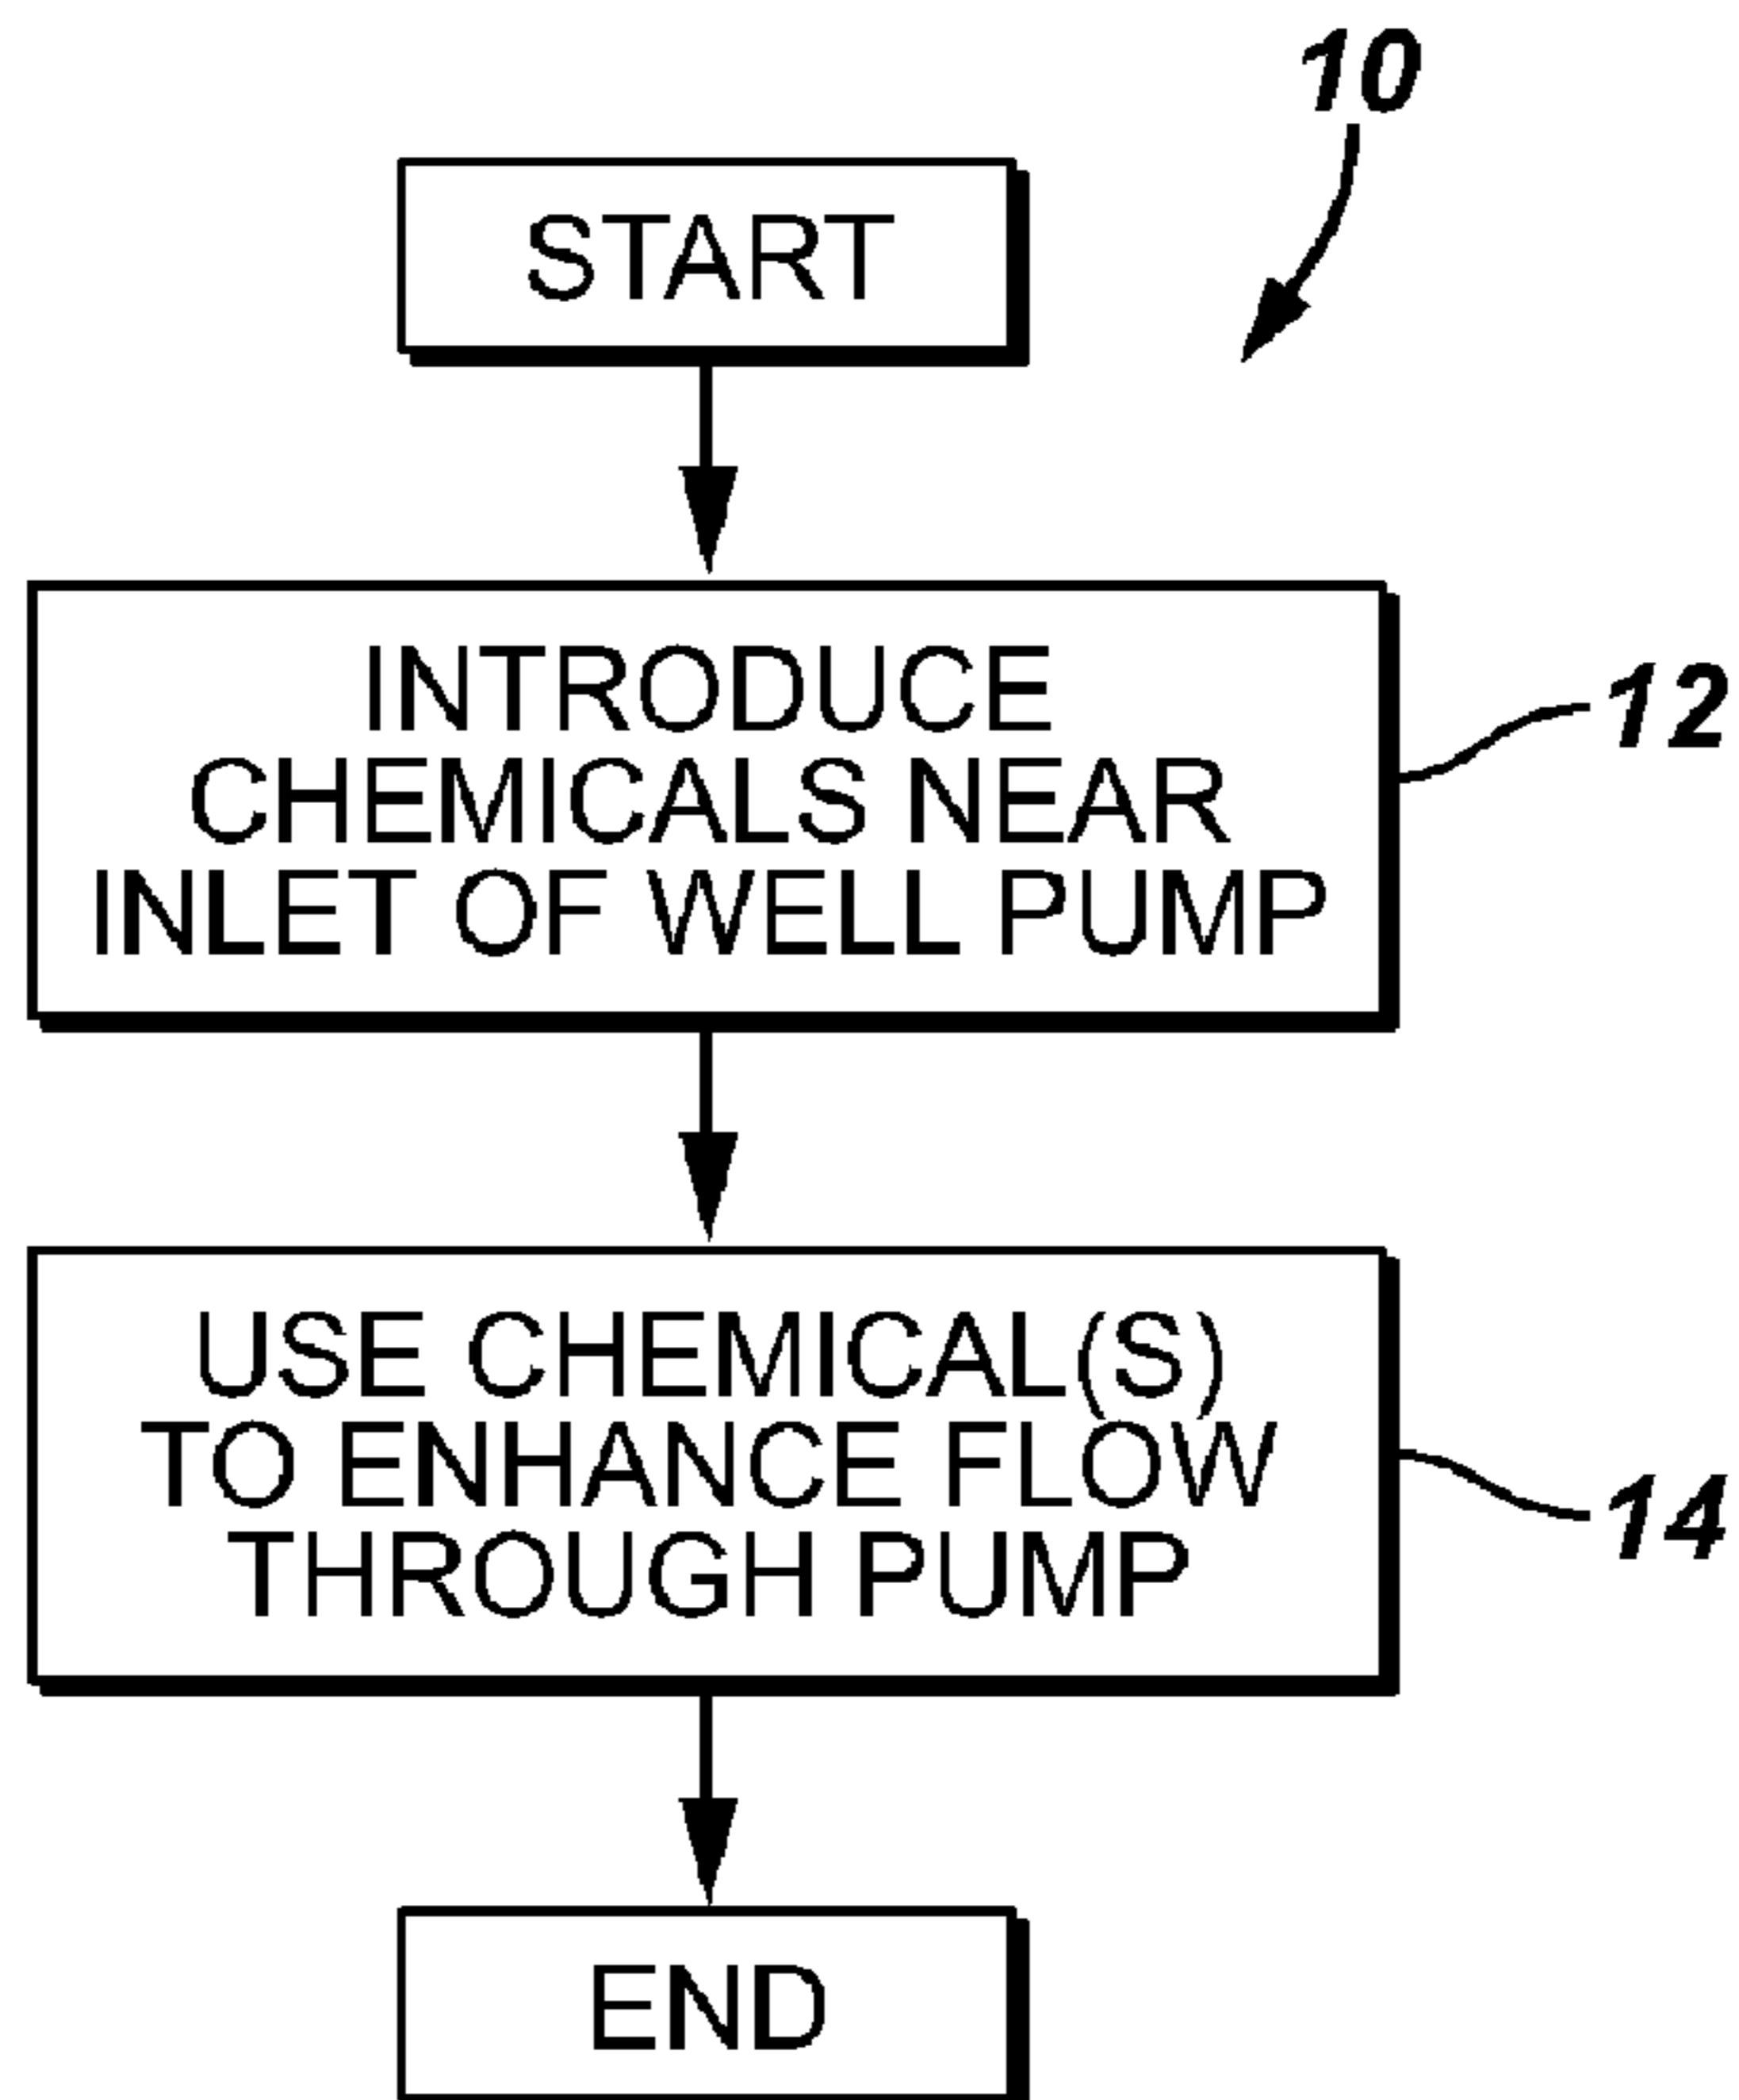 10
START
INTRODUCE
CHEMICALS NEAR
INLET OF WELL PUMP
12
USE CHEMICAL(S)
TO ENHANCE FLOW
THROUGH PUMP
14
END